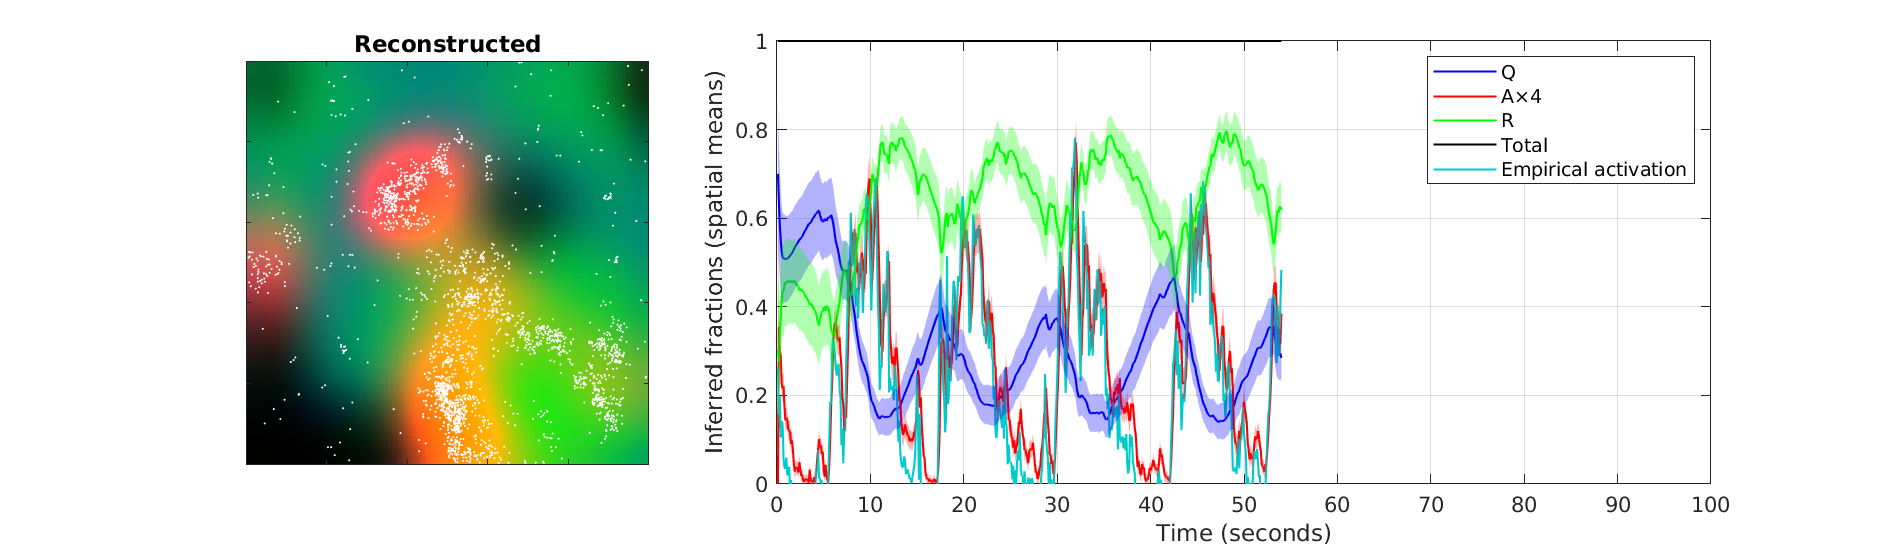 Reconstructed
Inferred fractions (spatial means)
1
0.8
0.6
0.4
0.2
0
0 10 20 30 40 50 60 70 80 90 100
Time (seconds)
Q
A×4
R
Total
Empirical activation